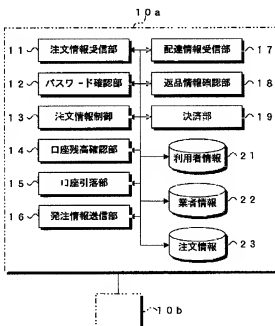 10a
11 注文情報受信部
配達情報受信部 17
12 パスワード確認部
返品情報確認部 18
13 注文情報制御
決済部 19
14 口座残高確認部
利用者情報 21
15 口座引落部
業者情報 22
16 発注情報送信部
注文情報 23
10b